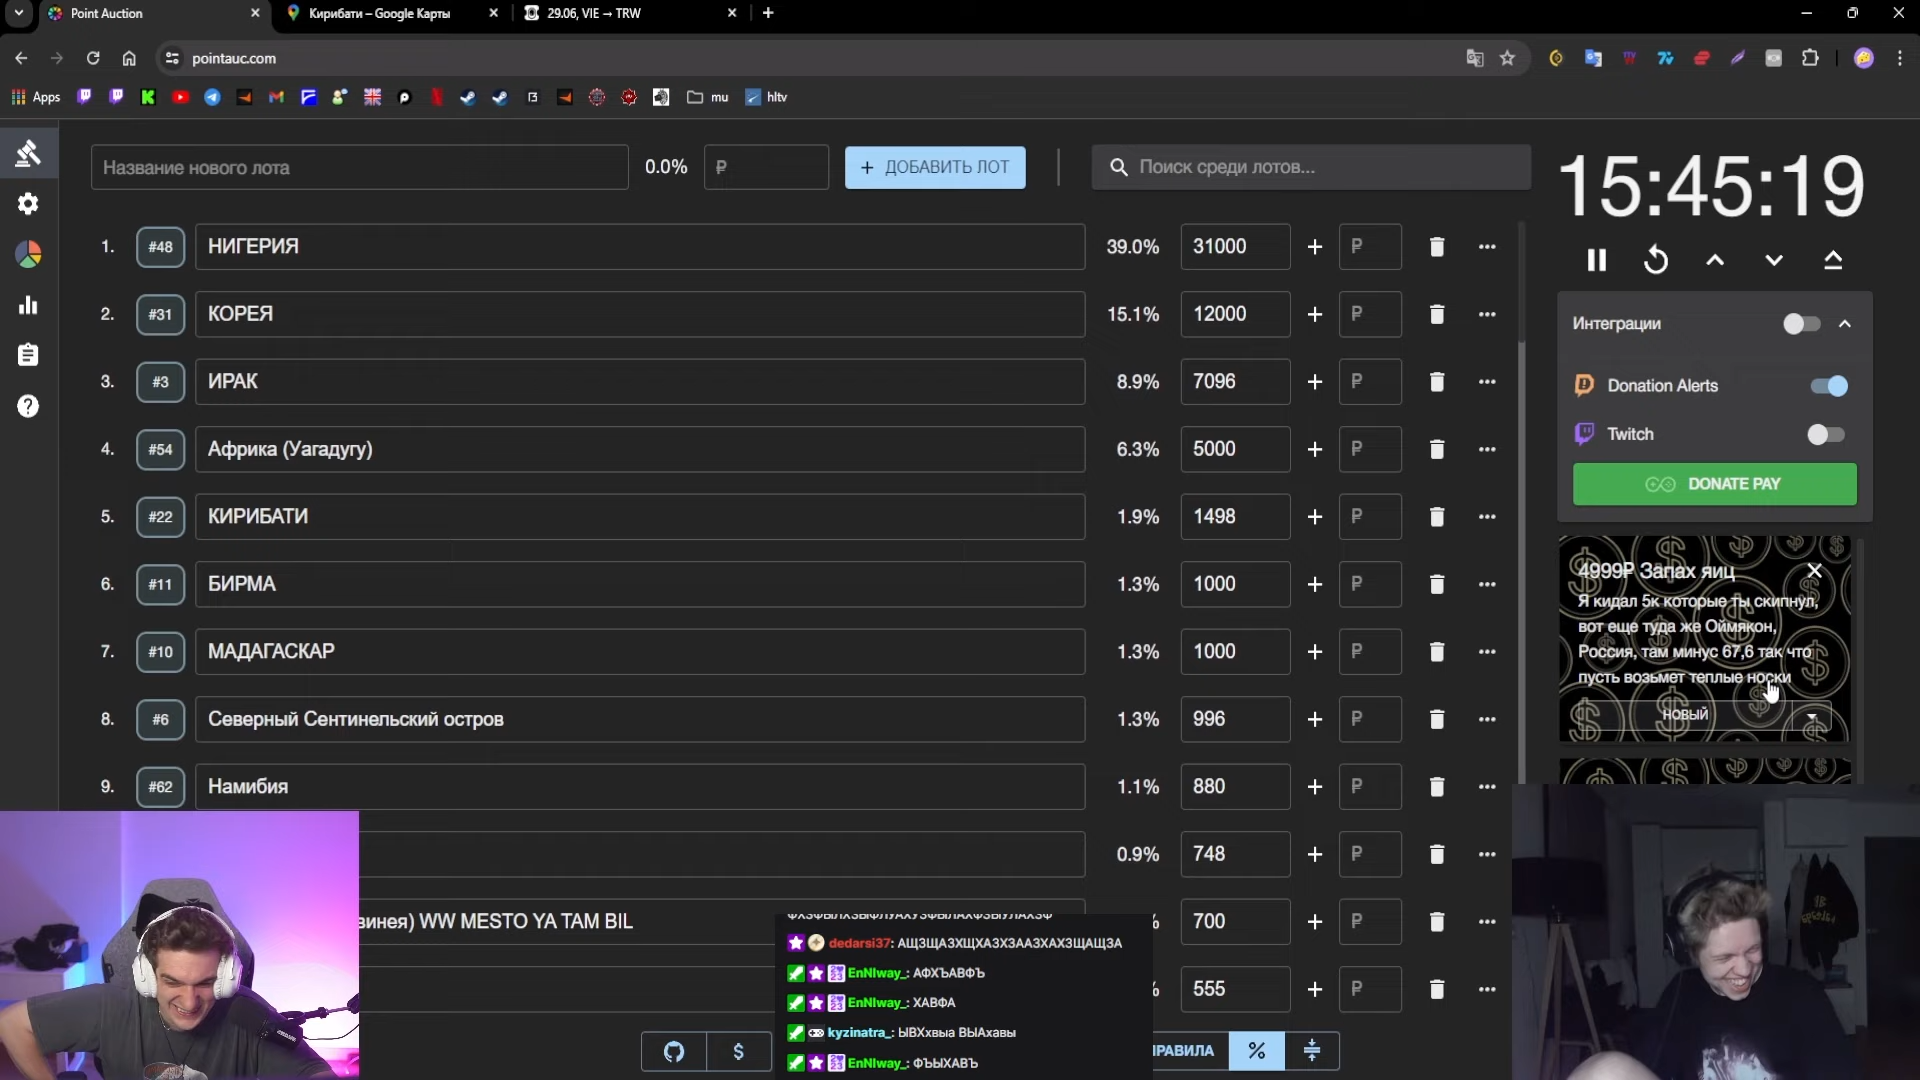 Point Auction
Кирибати – Google Карты
29.06, VIE → TRW
pointauc.com
Apps
mu
hltv
Название нового лота
0.0%
₽
+ ДОБАВИТЬ ЛОТ
Поиск среди лотов...
15:45:19
1. #48 НИГЕРИЯ 39.0% 31000 + ₽
2. #31 КОРЕЯ 15.1% 12000 + ₽
3. #3 ИРАК 8.9% 7096 + ₽
4. #54 Африка (Уагадугу) 6.3% 5000 + ₽
5. #22 КИРИБАТИ 1.9% 1498 + ₽
6. #11 БИРМА 1.3% 1000 + ₽
7. #10 МАДАГАСКАР 1.3% 1000 + ₽
8. #6 Северный Сентинельский остров 1.3% 996 + ₽
9. #62 Намибия 1.1% 880 + ₽
0.9% 748 + ₽
винея) WW MESTO YA TAM BIL 700 + ₽
% 555 + ₽
Интеграции
Donation Alerts
Twitch
DONATE PAY
4999₽ Запах яиц
Я кидал 5к которые ты скипнул,
вот еще туда же Оймякон,
Россия, там минус 67,6 так что
пусть возьмет теплые носки
НОВЫЙ
dedarsi37: АЩЗЩАЗХЩХАЗХЗААЗХАХЗЩАЩЗА
EnNIway_: АФХЪАВФЪ
EnNIway_: ХАВФА
kyzinatra_: ЫВХхвыа ВЫАхавы
EnNIway_: ФЪЫХАВЪ
$
РАВИЛА
%